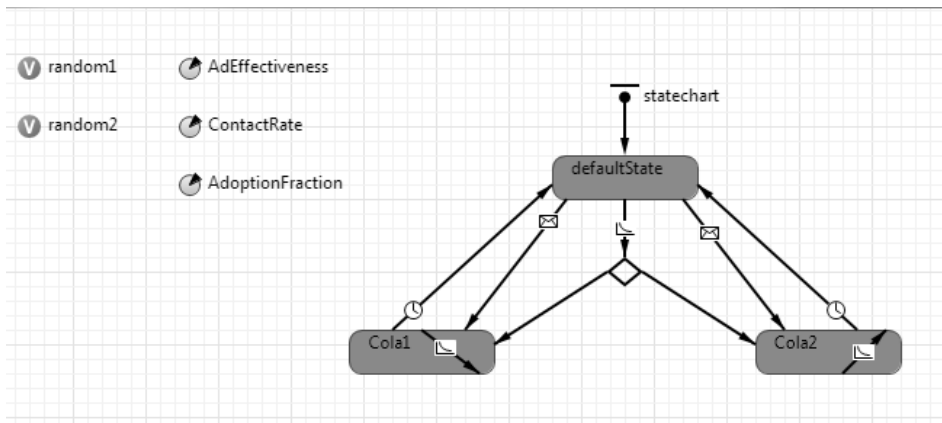 V random1
AdEffectiveness
statechart
V random2
ContactRate
AdoptionFraction
defaultState
Cola1
Cola2